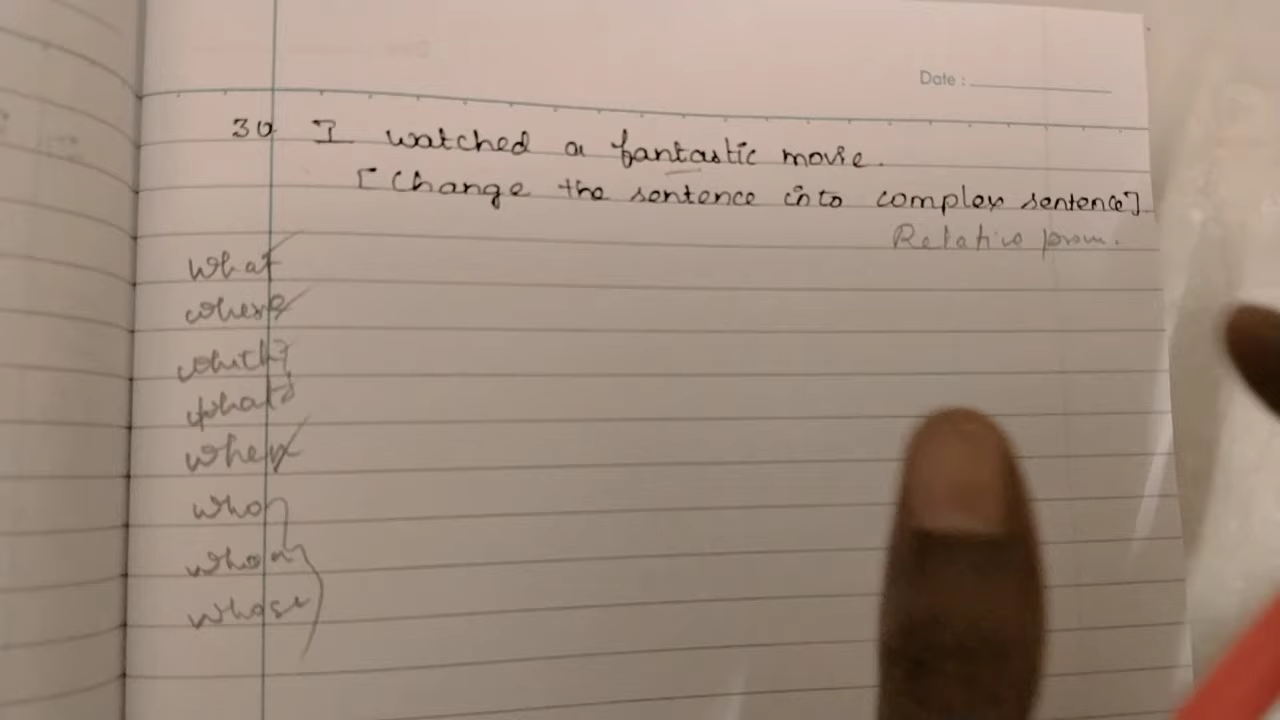 Date :
30. I watched a fantastic movie.
[Change the sentence into complex sentence]
Relative pron.
what
where
which
that
when
who
whom
whose